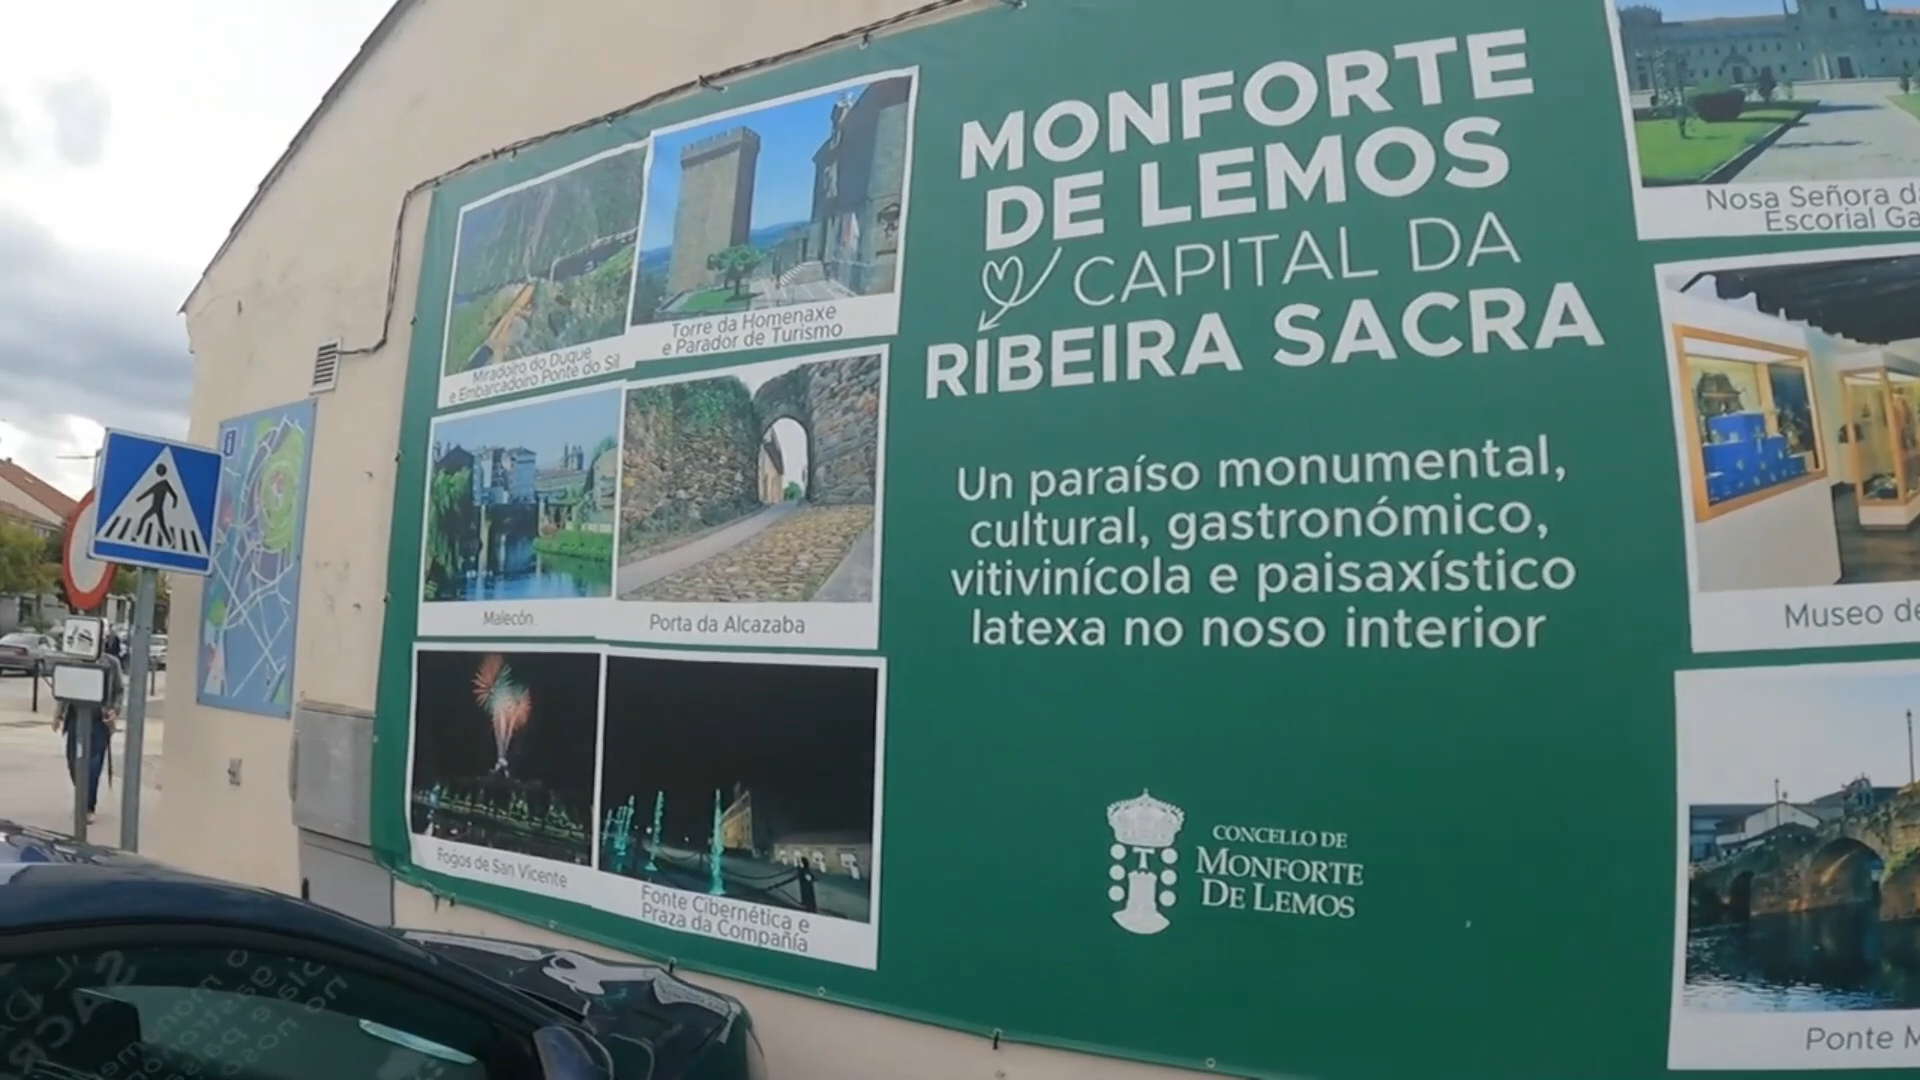 Miradoiro do Duque
e Embarcadoiro Ponte do Sil
Torre da Homenaxe
e Parador de Turismo
Malecón
Porta da Alcazaba
Fogos de San Vicente
Fonte Cibernética e
Praza da Compañía
MONFORTE
DE LEMOS
CAPITAL DA
RIBEIRA SACRA
Un paraíso monumental,
cultural, gastronómico,
vitivinícola e paisaxístico
latexa no noso interior
CONCELLO DE
MONFORTE
DE LEMOS
Nosa Señora d
Escorial Ga
Museo de
Ponte M
i